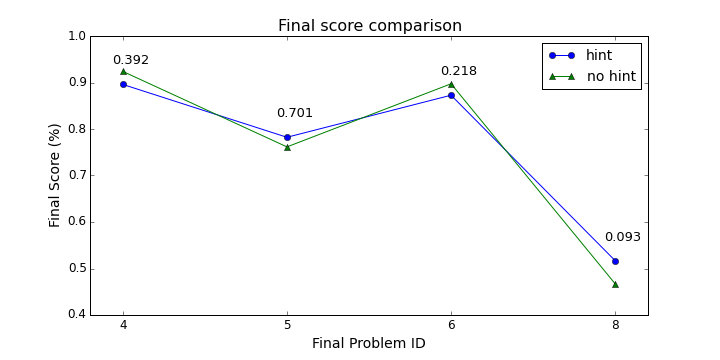 Final score comparison
1.0
0.9
0.8
0.7
0.6
0.5
0.4
Final Score (%)
0.392
0.701
0.218
0.093
hint
no hint
4 5 6 8
Final Problem ID